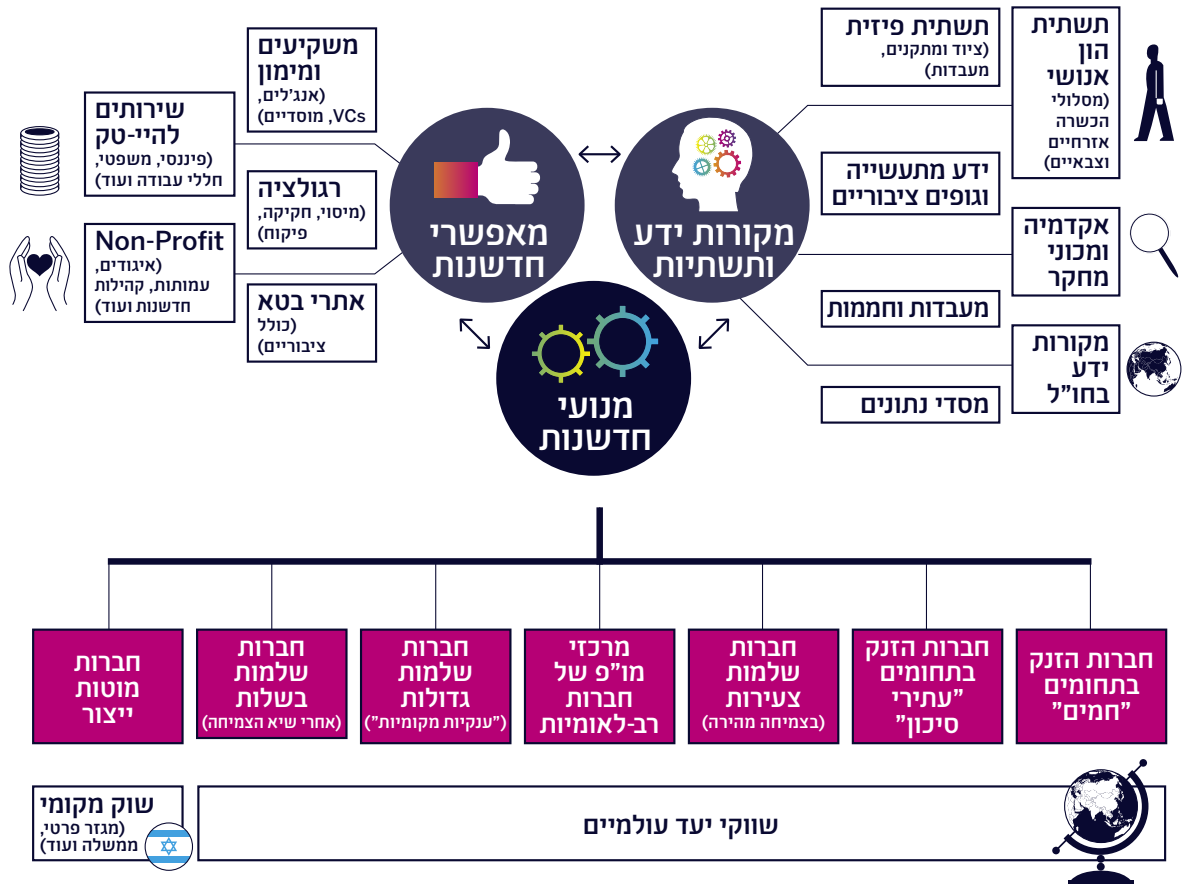 תשתית
הון
אנושי
(מסלולי
הכשרה
אזרחיים
וצבאיים)
אקדמיה
ומכוני
מחקר
מקורות
ידע
בחו"ל
תשתית פיזית
(ציוד ומתקנים,
מעבדות)
ידע מתעשייה
וגופים ציבוריים
מעבדות וחממות
מסדי נתונים
מקורות ידע
ותשתיות
מאפשרי
חדשנות
מנועי
חדשנות
משקיעים
ומימון
(אנג'לים,
VCs, מוסדיים)
רגולציה
(מיסוי, חקיקה,
פיקוח)
אתרי בטא
(כולל
ציבוריים)
שירותים
להיי-טק
(פיננסי, משפטי,
חללי עבודה ועוד)
Non-Profit
(איגודים,
עמותות, קהילות
חדשנות ועוד)
חברות הזנק
בתחומים
"חמים"
חברות הזנק
בתחומים
"עתירי
סיכון"
חברות
שלמות
צעירות
(בצמיחה מהירה)
מרכזי
מו"פ של
חברות
רב-לאומיות
חברות
שלמות
גדולות
("ענקיות מקומיות")
חברות
שלמות
בשלות
(אחרי שיא הצמיחה)
חברות
מוטות
ייצור
שווקי יעד עולמיים
שוק מקומי
(מגזר פרטי,
ממשלה ועוד)